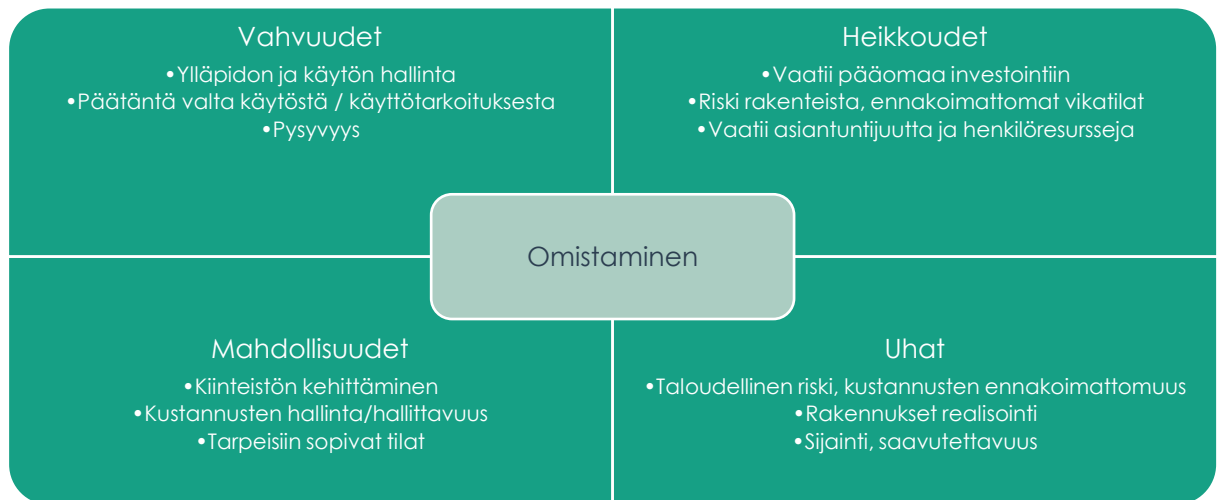 Vahvuudet
•Ylläpidon ja käytön hallinta
•Päätäntä valta käytöstä / käyttötarkoituksesta
•Pysyvyys
Heikkoudet
•Vaatii pääomaa investointiin
•Riski rakenteista, ennakoimattomat vikatilat
•Vaatii asiantuntijuutta ja henkilöresursseja
Omistaminen
Mahdollisuudet
•Kiinteistön kehittäminen
•Kustannusten hallinta/hallittavuus
•Tarpeisiin sopivat tilat
Uhat
•Taloudellinen riski, kustannusten ennakoimattomuus
•Rakennukset realisointi
•Sijainti, saavutettavuus